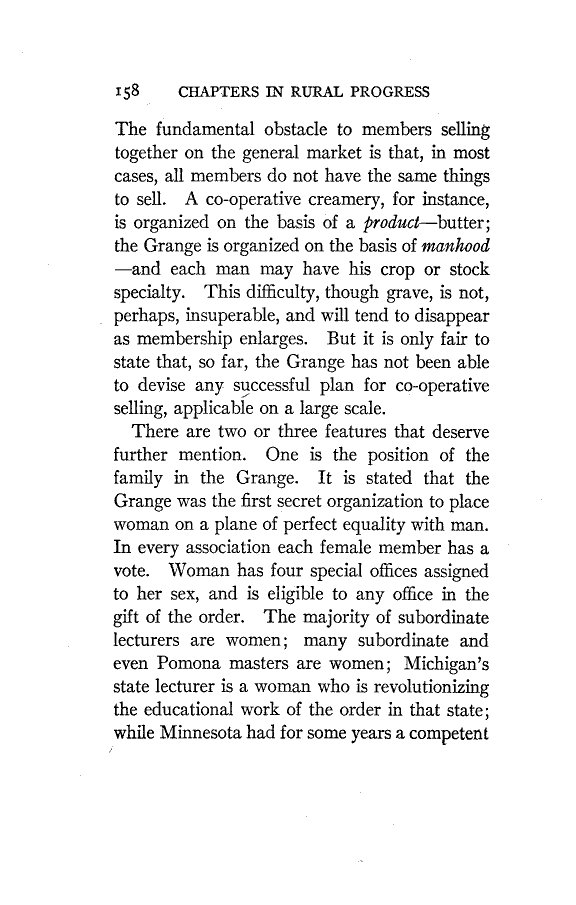 158 CHAPTERS IN RURAL PROGRESS
The fundamental obstacle to members selling
together on the general market is that, in most
cases, all members do not have the same things
to sell. A co-operative creamery, for instance,
is organized on the basis of a product—butter;
the Grange is organized on the basis of manhood
—and each man may have his crop or stock
specialty. This difficulty, though grave, is not,
perhaps, insuperable, and will tend to disappear
as membership enlarges. But it is only fair to
state that, so far, the Grange has not been able
to devise any successful plan for co-operative
selling, applicable on a large scale.
There are two or three features that deserve
further mention. One is the position of the
family in the Grange. It is stated that the
Grange was the first secret organization to place
woman on a plane of perfect equality with man.
In every association each female member has a
vote. Woman has four special offices assigned
to her sex, and is eligible to any office in the
gift of the order. The majority of subordinate
lecturers are women; many subordinate and
even Pomona masters are women; Michigan's
state lecturer is a woman who is revolutionizing
the educational work of the order in that state;
while Minnesota had for some years a competent